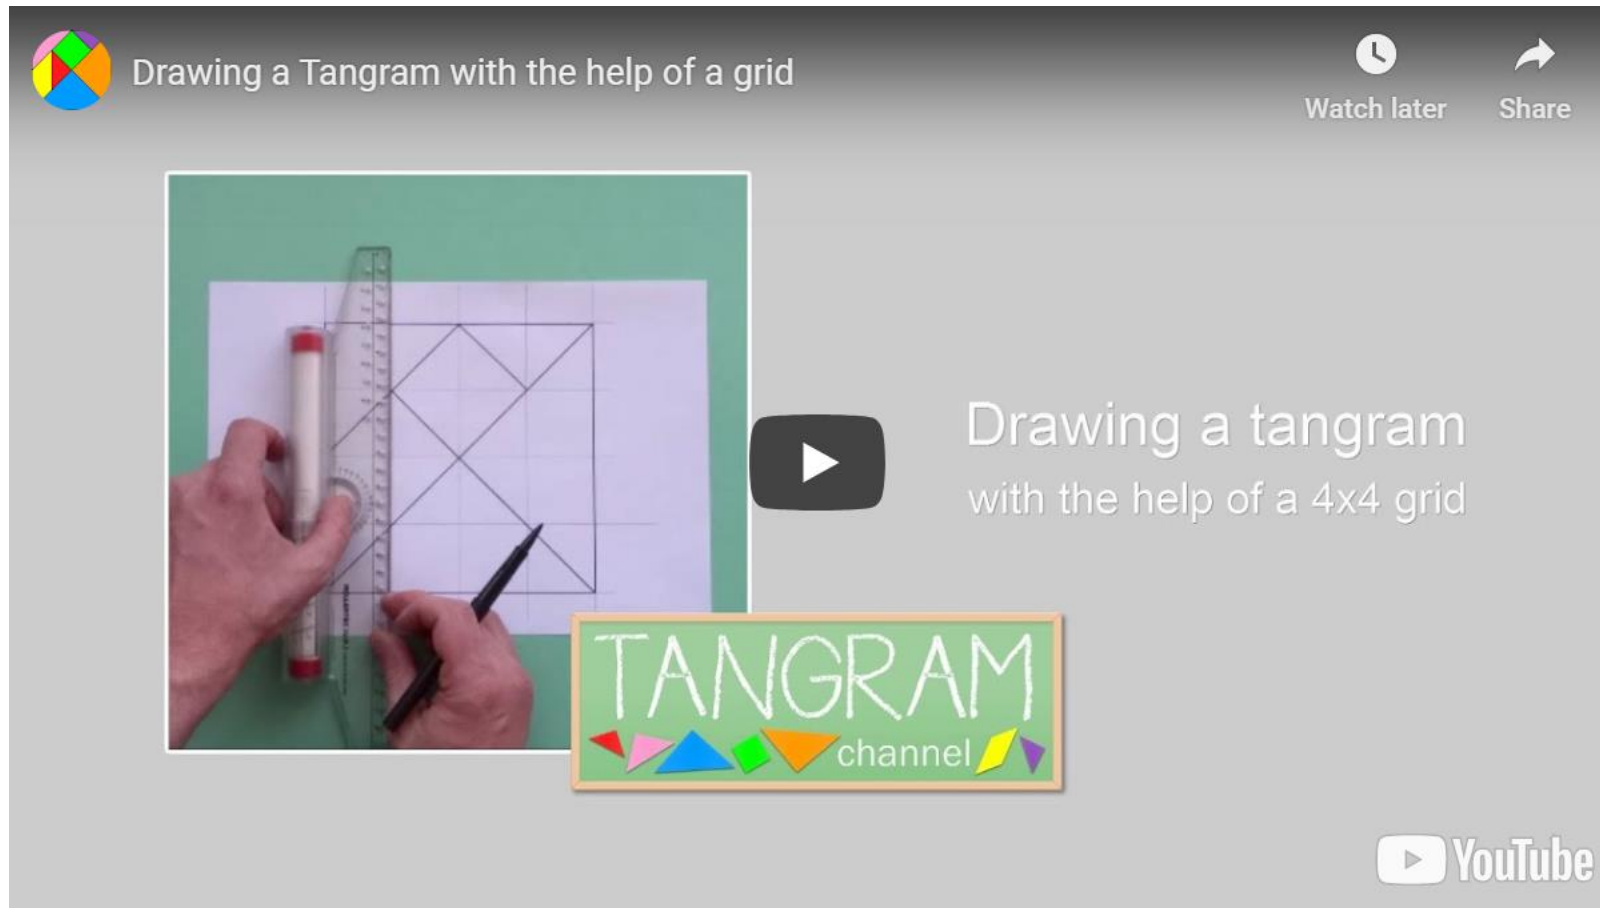 Drawing a Tangram with the help of a grid
Watch later
Share
Drawing a tangram
with the help of a 4x4 grid
TANGRAM
channel
YouTube